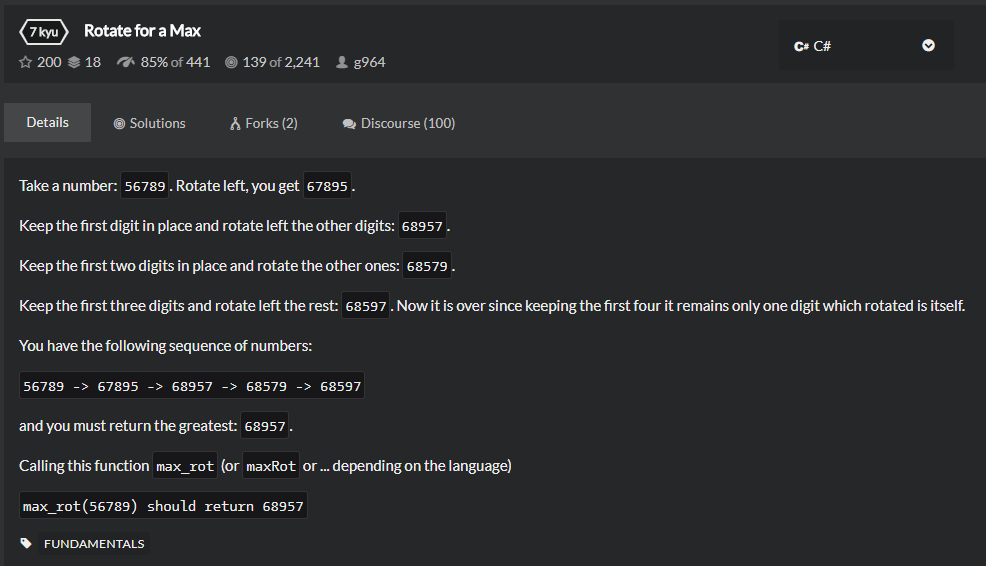 7 kyu Rotate for a Max
C# C#
200 18 85% of 441 139 of 2,241 g964
Details Solutions Forks (2) Discourse (100)
Take a number: 56789. Rotate left, you get 67895.
Keep the first digit in place and rotate left the other digits: 68957.
Keep the first two digits in place and rotate the other ones: 68579.
Keep the first three digits and rotate left the rest: 68597. Now it is over since keeping the first four it remains only one digit which rotated is itself.
You have the following sequence of numbers:
56789 -> 67895 -> 68957 -> 68579 -> 68597
and you must return the greatest: 68957.
Calling this function max_rot (or maxRot or ... depending on the language)
max_rot(56789) should return 68957
FUNDAMENTALS